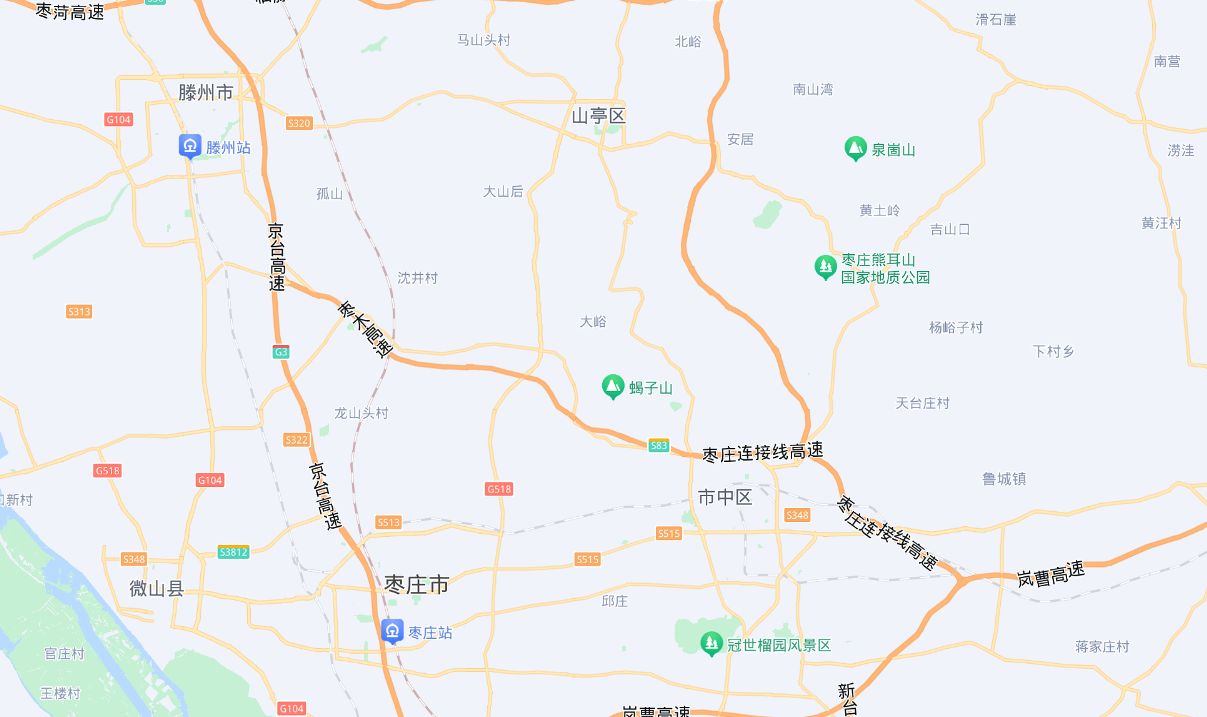 枣菏高速
马山头村
北峪
滑石崖
南营
滕州市
南山湾
G104
S320
山亭区
安居
泉崮山
涝洼
滕州站
孤山
大山后
黄土岭
吉山口
黄汪村
京台高速
枣庄熊耳山
国家地质公园
沈井村
S313
枣木高速
大峪
杨峪子村
下村乡
G3
蝎子山
天台庄村
龙山头村
S322
S83
枣庄连接线高速
G518
G104
京台高速
G518
市中区
鲁城镇
新村
S513
S348
枣庄连接线高速
S515
S3812
S348
S515
微山县
枣庄市
岚曹高速
邱庄
枣庄站
冠世榴园风景区
蒋家庄村
官庄村
王楼村
G104
岚曹高速
新台